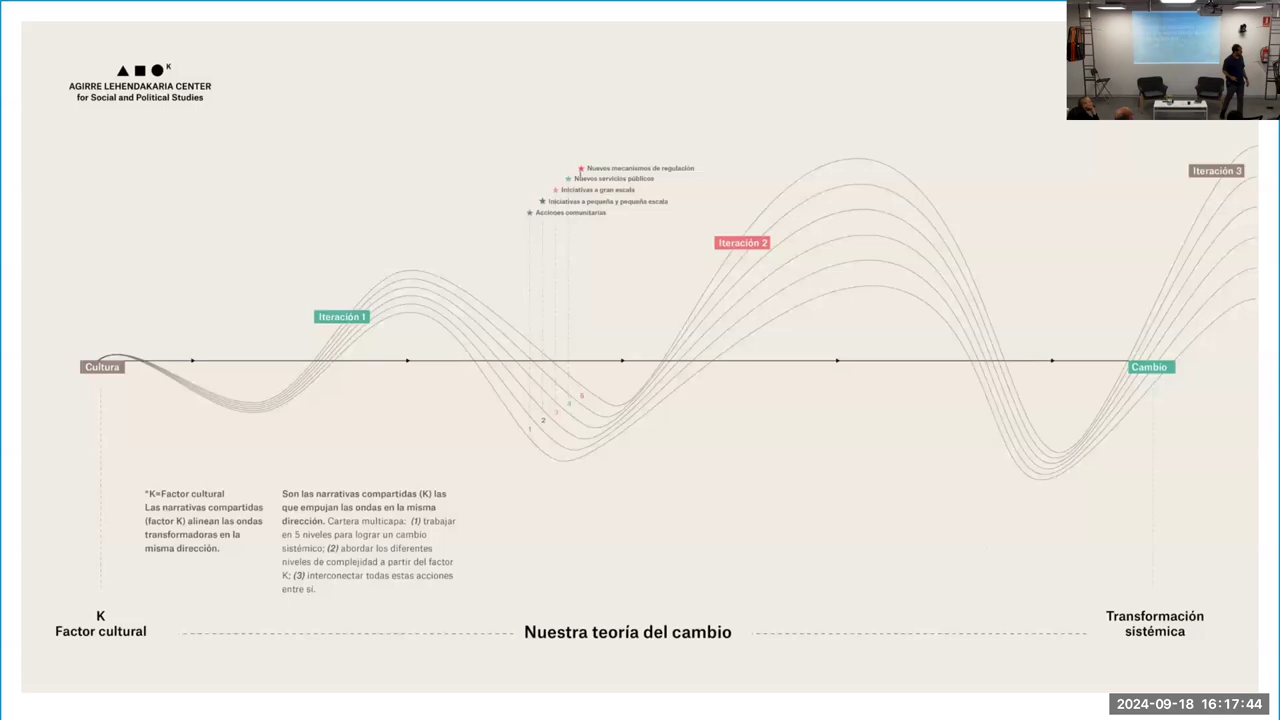 K
AGIRRE LEHENDAKARIA CENTER
for Social and Political Studies
Nuevos mecanismos de regulación
Nuevos servicios públicos
Iniciativas a gran escala
Iniciativas a pequeña y pequeña escala
Acciones comunitarias
Iteración 3
Iteración 2
Iteración 1
Cultura
Cambio
5
4
3
2
1
*K=Factor cultural
Las narrativas compartidas
(factor K) alinean las ondas
transformadoras en la
misma dirección.
Son las narrativas compartidas (K) las
que empujan las ondas en la misma
dirección. Cartera multicapa: (1) trabajar
en 5 niveles para lograr un cambio
sistémico; (2) abordar los diferentes
niveles de complejidad a partir del factor
K; (3) interconectar todas estas acciones
entre sí.
K
Factor cultural
Nuestra teoría del cambio
Transformación
sistémica
2024-09-18 16:17:44